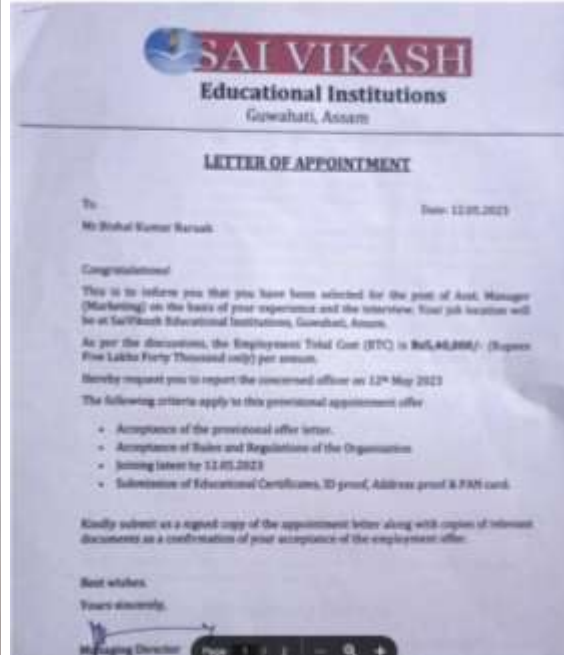 SAI VIKASH
Educational Institutions
Guwahati, Assam
LETTER OF APPOINTMENT
To
Date: 12.05.2023
Mr Bishal Kumar
Congratulations!
This is to inform you that you have been selected for the post of Asst. Manager
(Marketing) on the basis of your experience and the interview. Your job location will
be at SaiVikash Educational Institutions, Guwahati, Assam.
As per the discussions, the Employment Total Cost (ETC) is Rs5,40,000/- (Rupees
Five Lakhs Forty Thousand only) per annum.
Hereby request you to report the concerned officer on 12th May 2023
The following criteria apply to this provisional appointment offer
• Acceptance of the provisional offer letter.
• Acceptance of Rules and Regulations of the Organisation
• Joining latest by 12.05.2023
• Submission of Educational Certificates, ID proof, Address proof & PAN card.
Kindly submit us a signed copy of the appointment letter along with copies of relevant
documents as a confirmation of your acceptance of the employment offer.
Best wishes.
Yours sincerely,
Managing Director
Page